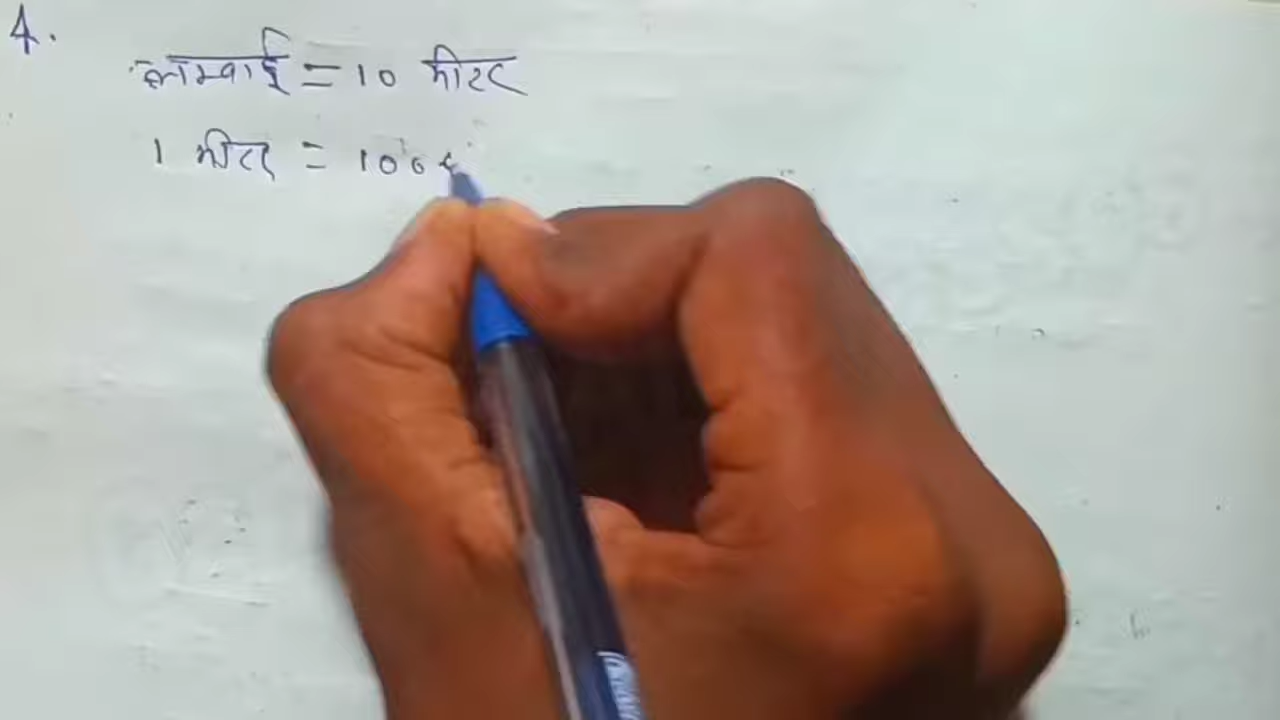 4.
लम्बाई = 10 मीटर
1 मीटर = 100